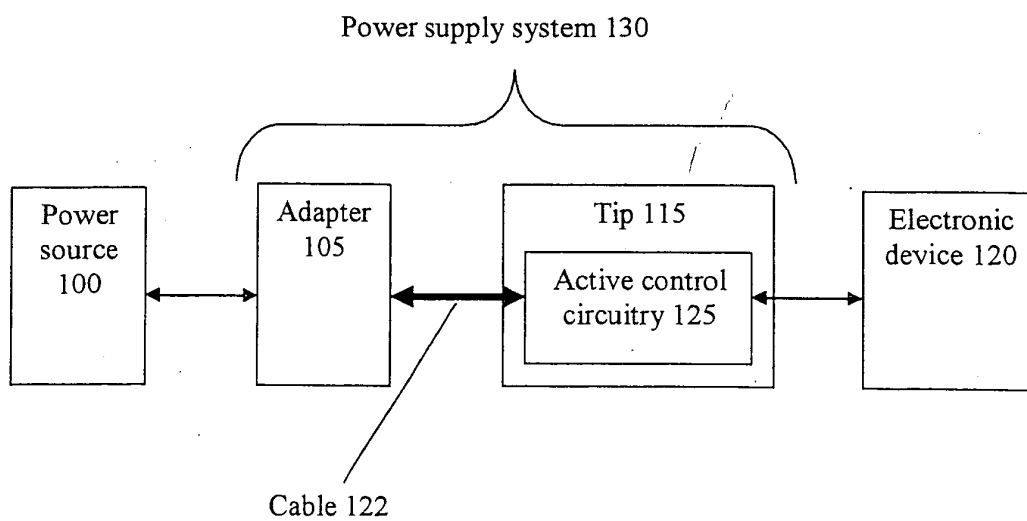 Power supply system 130
Power
source
100
Adapter
105
Tip 115
Active control
circuitry 125
Electronic
device 120
Cable 122